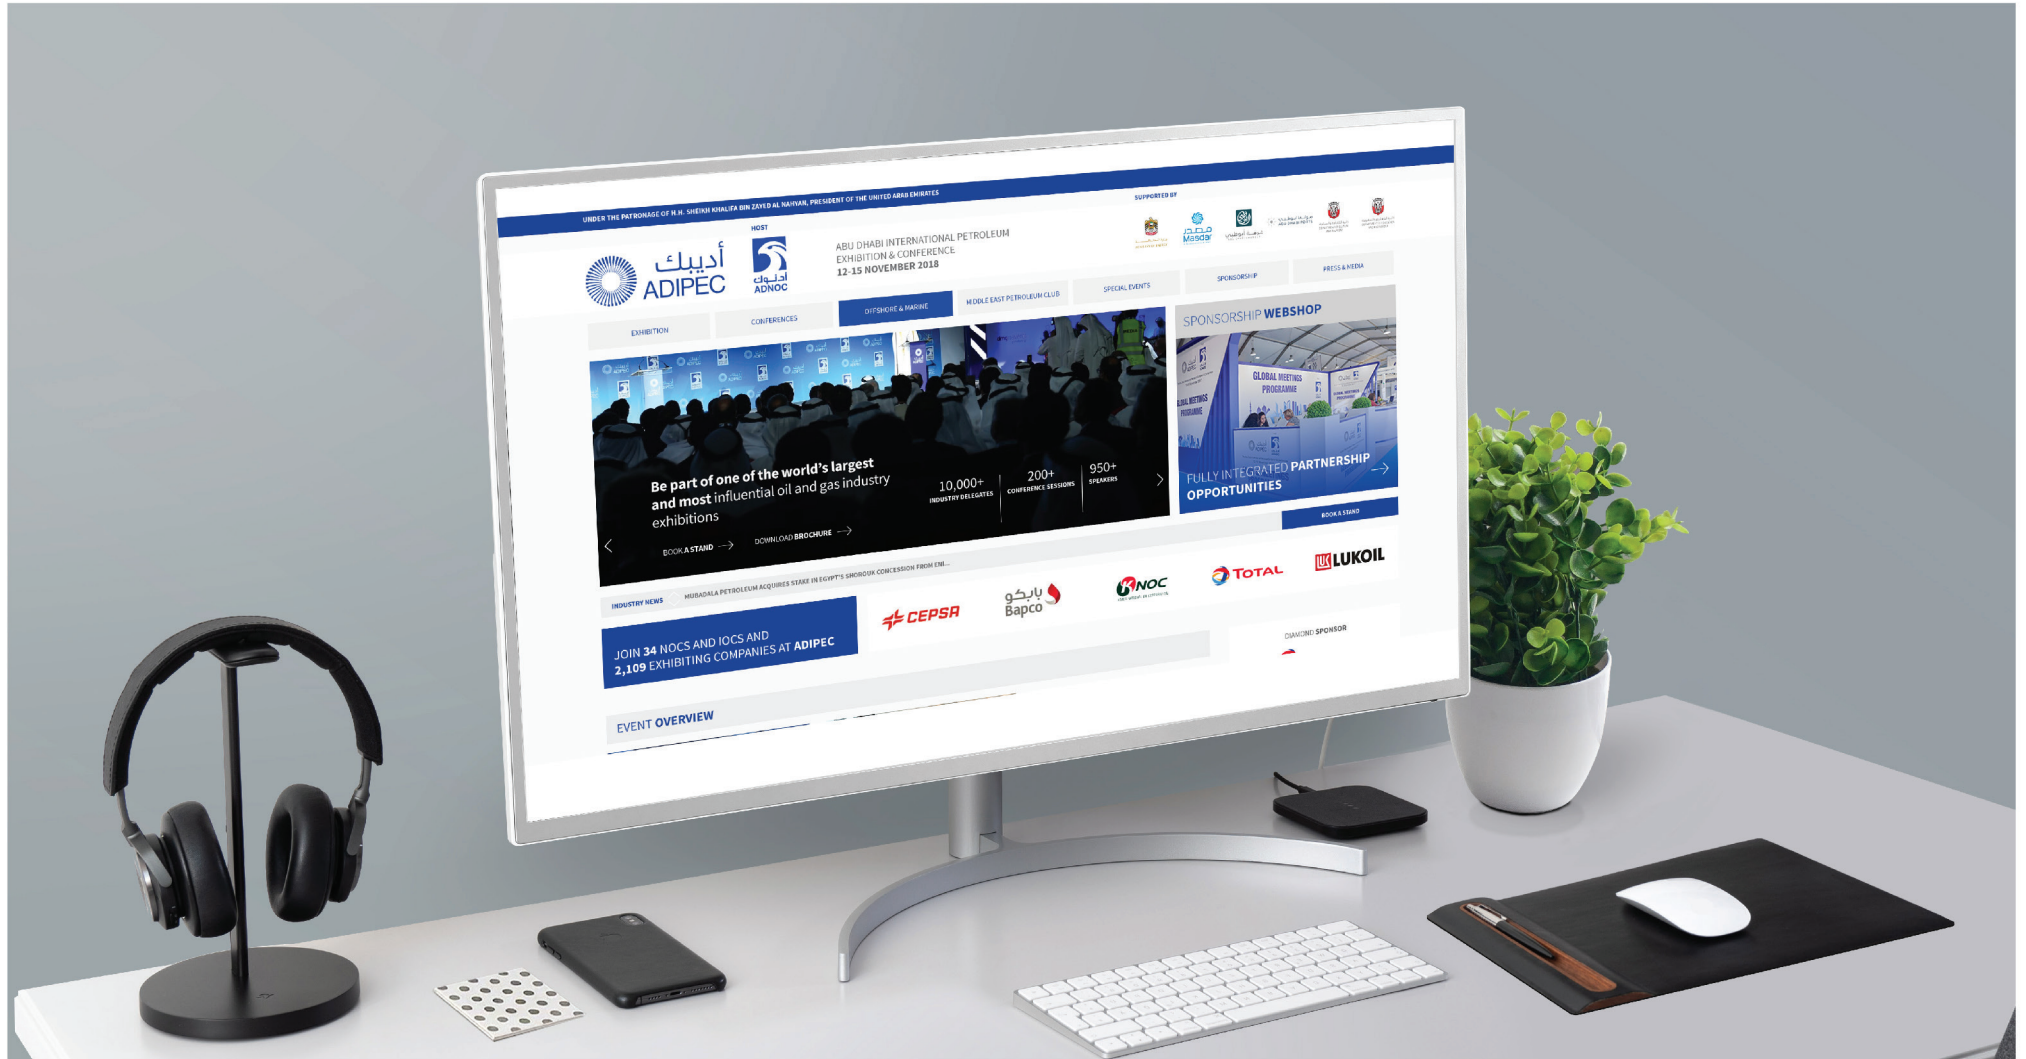 UNDER THE PATRONAGE OF H.H. SHEIKH KHALIFA BIN ZAYED AL NAHYAN, PRESIDENT OF THE UNITED ARAB EMIRATES
SUPPORTED BY
HOST
أديبك
ADIPEC
أدنوك
ADNOC
ABU DHABI INTERNATIONAL PETROLEUM
EXHIBITION & CONFERENCE
12-15 NOVEMBER 2018
مصدر
Masdar
EXHIBITION
CONFERENCES
OFFSHORE & MARINE
MIDDLE EAST PETROLEUM CLUB
SPECIAL EVENTS
SPONSORSHIP
PRESS & MEDIA
Be part of one of the world's largest
and most influential oil and gas industry
exhibitions
10,000+
INDUSTRY DELEGATES
200+
CONFERENCE SESSIONS
950+
SPEAKERS
BOOK A STAND
DOWNLOAD BROCHURE
SPONSORSHIP WEBSHOP
GLOBAL MEETINGS
PROGRAMME
FULLY INTEGRATED PARTNERSHIP
OPPORTUNITIES
BOOK A STAND
INDUSTRY NEWS
MUBADALA PETROLEUM ACQUIRES STAKE IN EGYPT'S SHOROUK CONCESSION FROM ENI...
JOIN 34 NOCS AND IOCS AND
2,109 EXHIBITING COMPANIES AT ADIPEC
CEPSA
بابكو
Bapco
KNOC
TOTAL
LUKOIL
DIAMOND SPONSOR
EVENT OVERVIEW